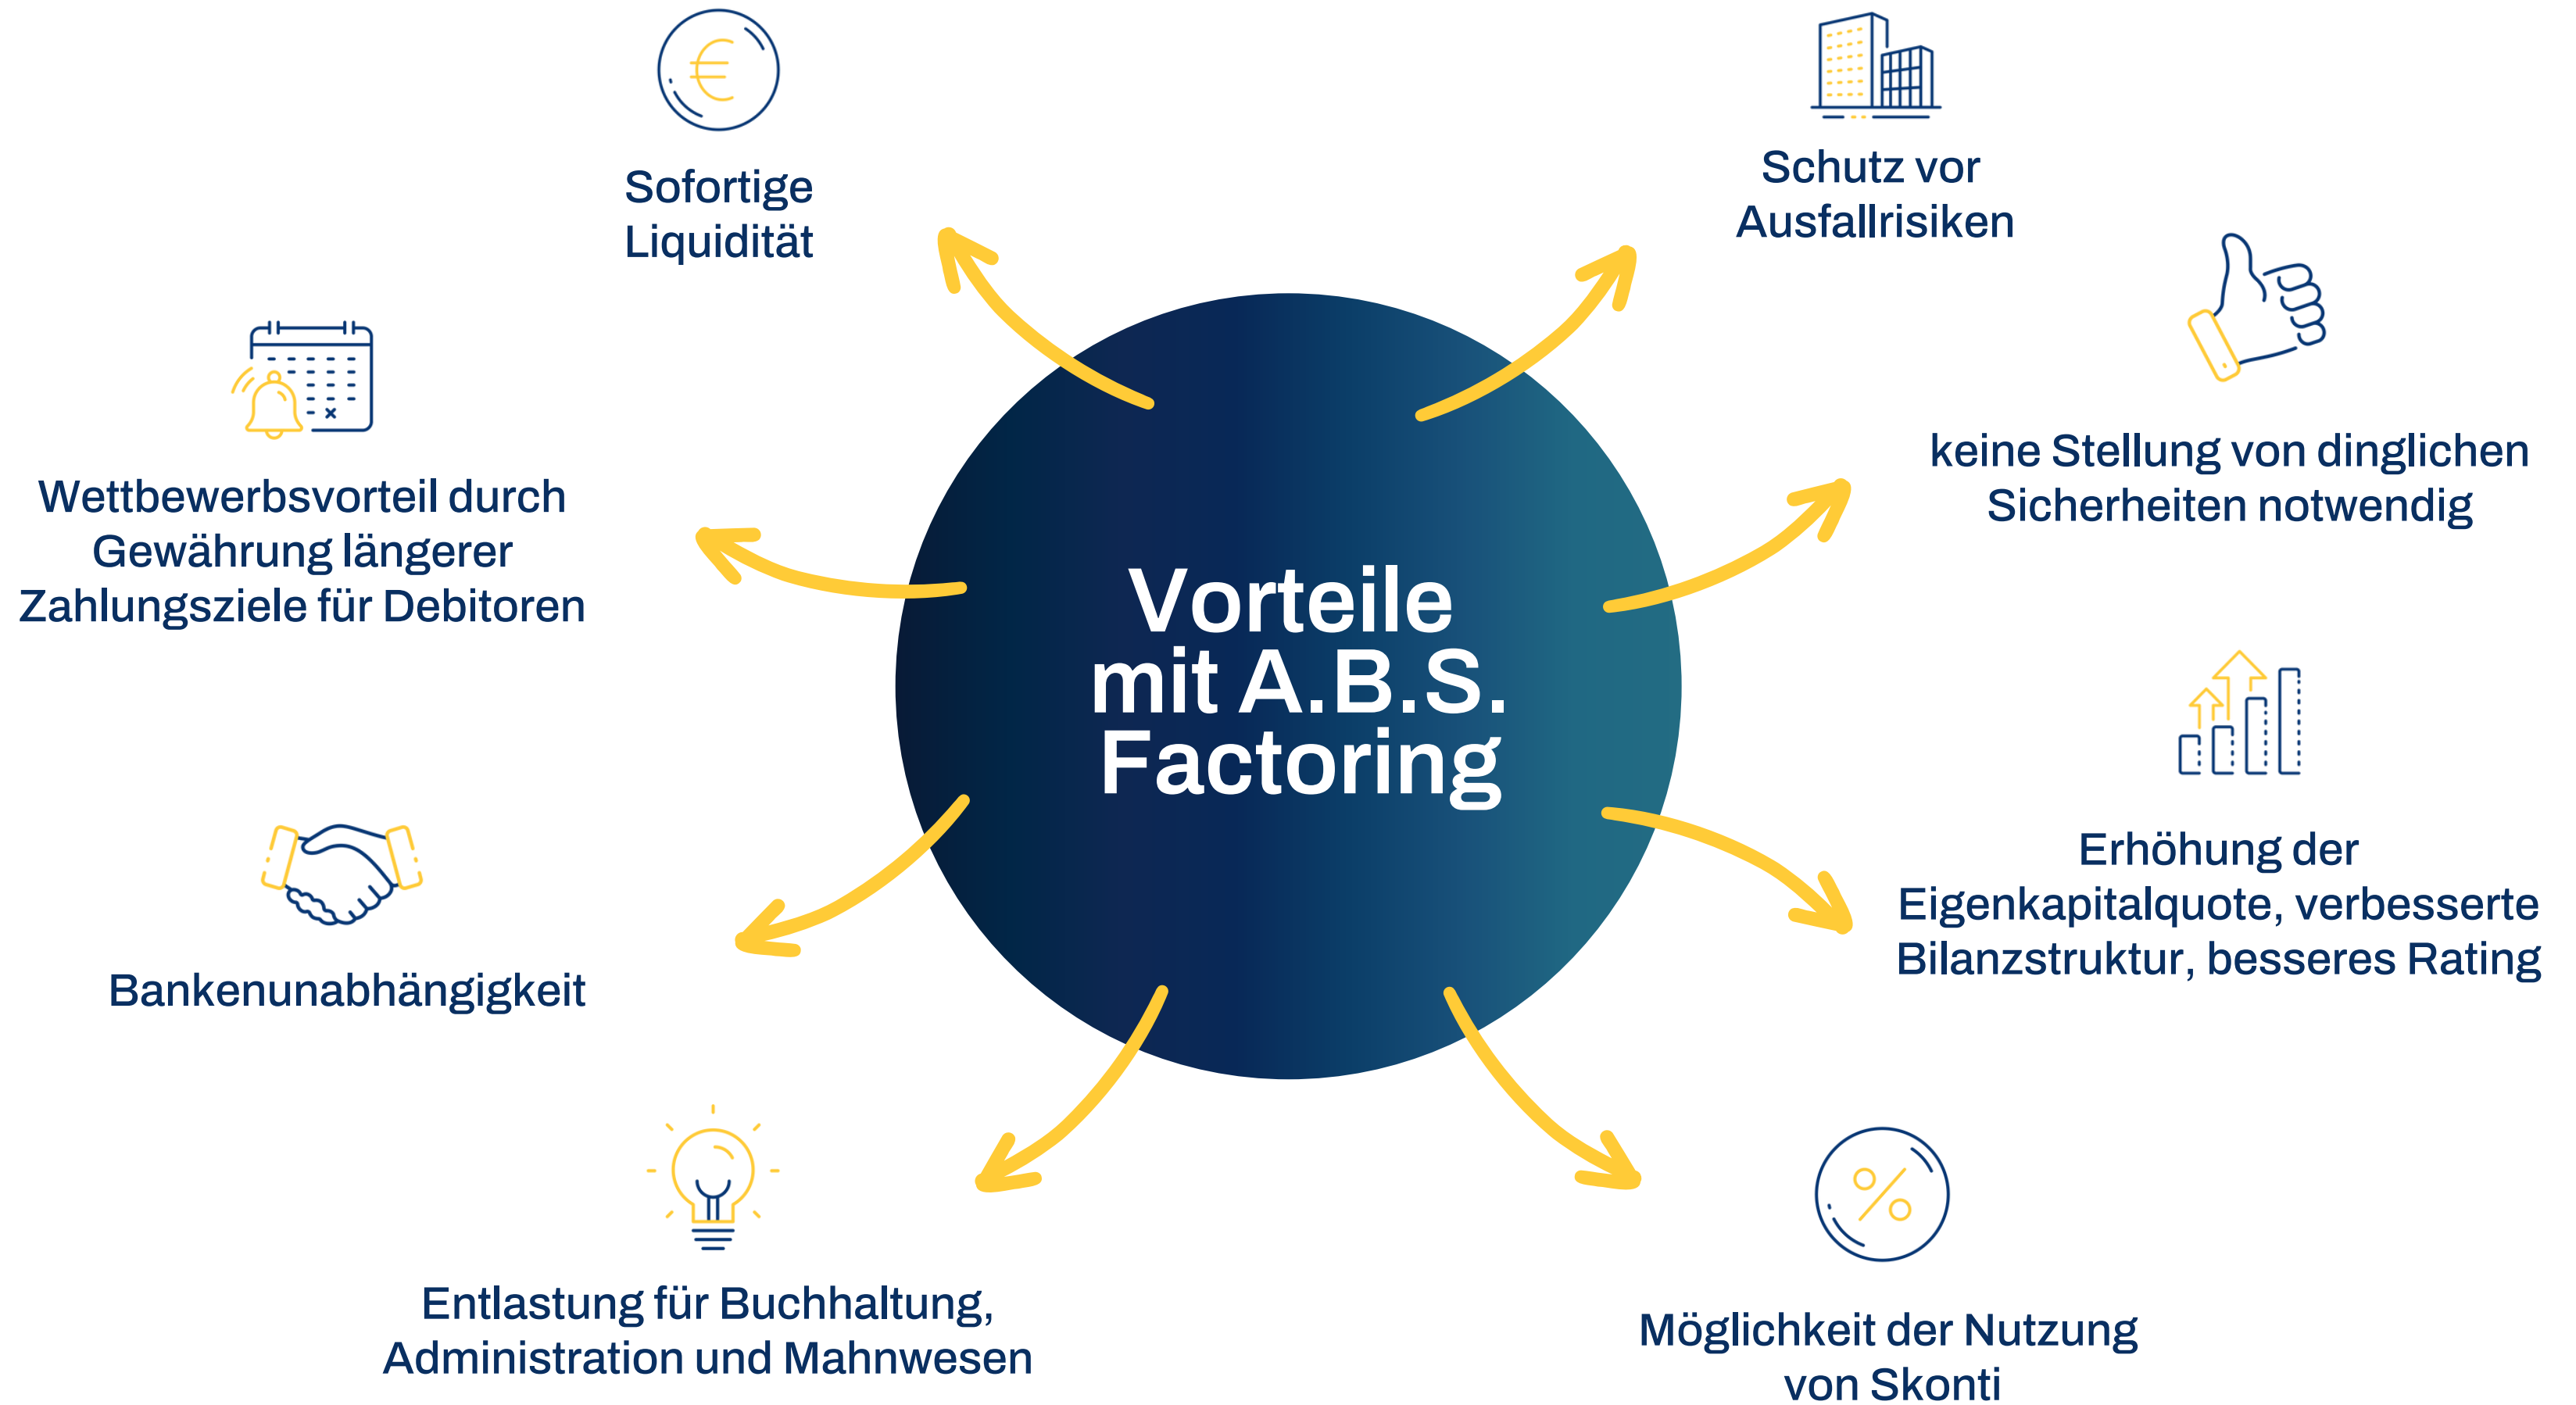 Sofortige
Liquidität
Schutz vor
Ausfallrisiken
keine Stellung von dinglichen
Sicherheiten notwendig
Wettbewerbsvorteil durch
Gewährung längerer
Zahlungsziele für Debitoren
Vorteile
mit A.B.S.
Factoring
Erhöhung der
Eigenkapitalquote, verbesserte
Bilanzstruktur, besseres Rating
Bankenunabhängigkeit
Entlastung für Buchhaltung,
Administration und Mahnwesen
Möglichkeit der Nutzung
von Skonti